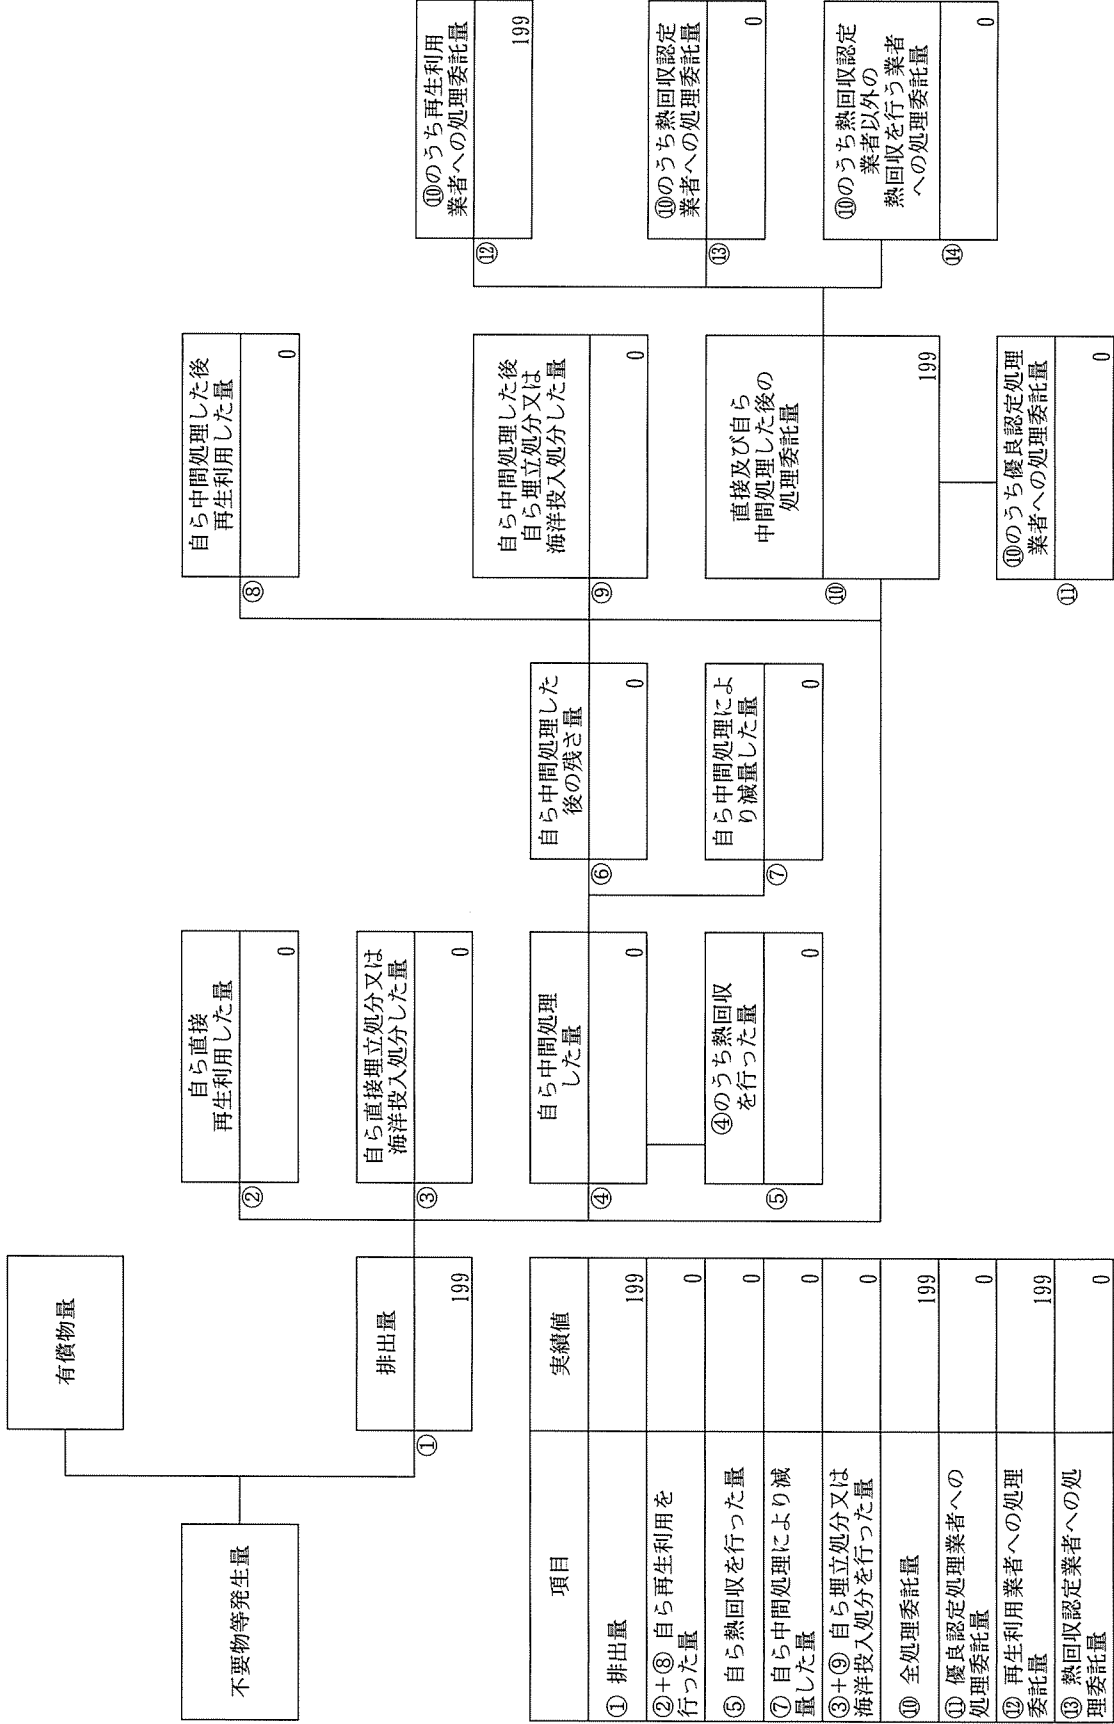 不要物等発生量
有償物量
排出量
①
199
自ら直接
再生利用した量
②
0
自ら直接埋立処分又は
海洋投入処分した量
③
0
自ら中間処理
した量
④
0
④のうち熱回収
を行った量
⑤
0
自ら中間処理した
後の残さ量
⑥
0
自ら中間処理によ
り減量した量
⑦
0
自ら中間処理した後
再生利用した量
⑧
0
自ら中間処理した後
自ら埋立処分又は
海洋投入処分した量
⑨
0
直接及び自ら
中間処理した後の
処理委託量
⑩
199
⑩のうち優良認定処理
業者への処理委託量
⑪
0
⑩のうち再生利用
業者への処理委託量
⑫
199
⑩のうち熱回収認定
業者への処理委託量
⑬
0
⑩のうち熱回収認定
業者以外の
熱回収を行う業者
への処理委託量
⑭
0
項目 実績値
① 排出量 199
②+⑧ 自ら再生利用を
行った量 0
⑤ 自ら熱回収を行った量 0
⑦ 自ら中間処理により減
量した量 0
③+⑨ 自ら埋立処分又は
海洋投入処分を行った量 0
⑩ 全処理委託量 199
⑪ 優良認定処理業者への
処理委託量 0
⑫ 再生利用業者への処理
委託量 199
⑬ 熱回収認定業者への処
理委託量 0